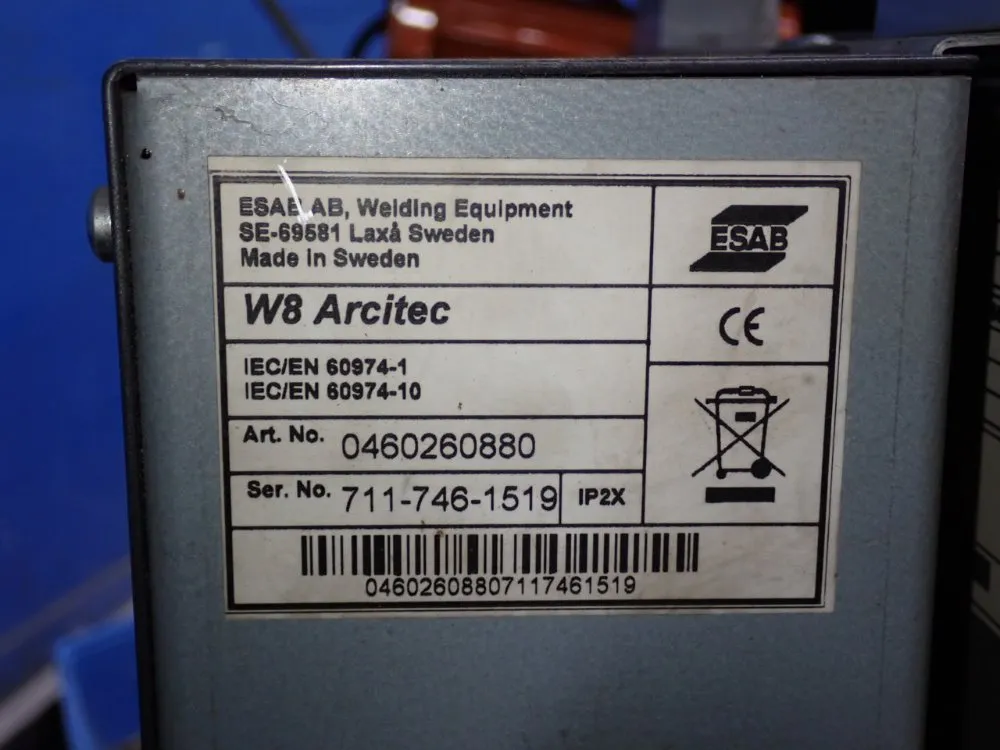 ESAB AB, Welding Equipment
SE-69581 Laxå Sweden
Made in Sweden
ESAB
W8 Arcitec
CE
IEC/EN 60974-1
IEC/EN 60974-10
Art. No. 0460260880
Ser. No. 711-746-1519 IP2X
04602608807117461519